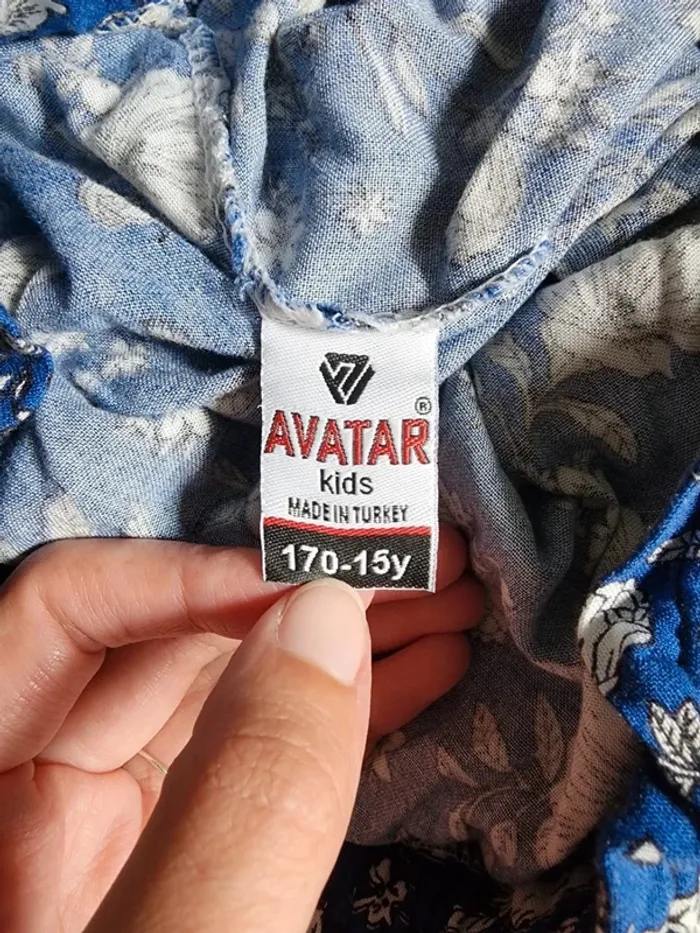 ®
AVATAR
kids
MADE IN TURKEY
170-15y